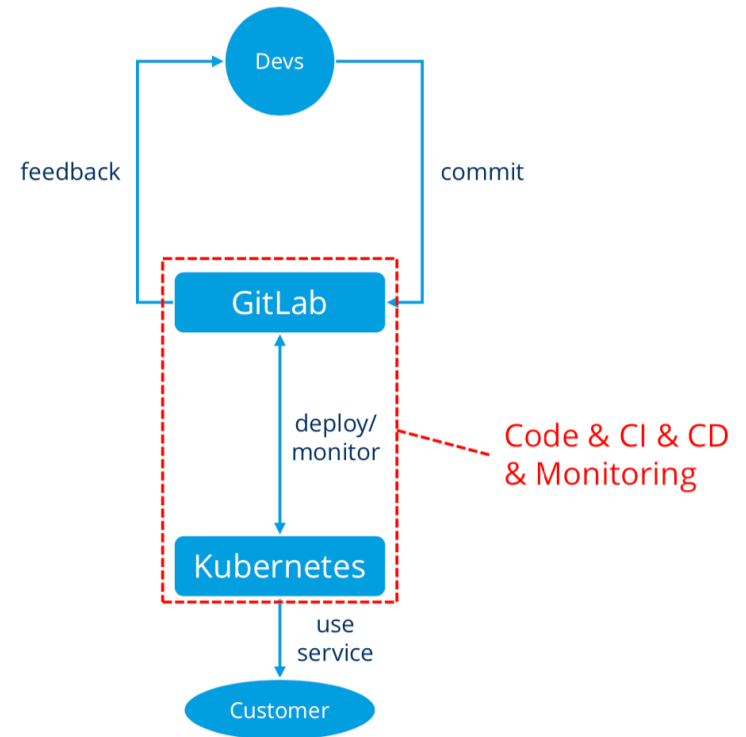 Devs
feedback
commit
GitLab
deploy/
monitor
Code & CI & CD
& Monitoring
Kubernetes
use
service
Customer